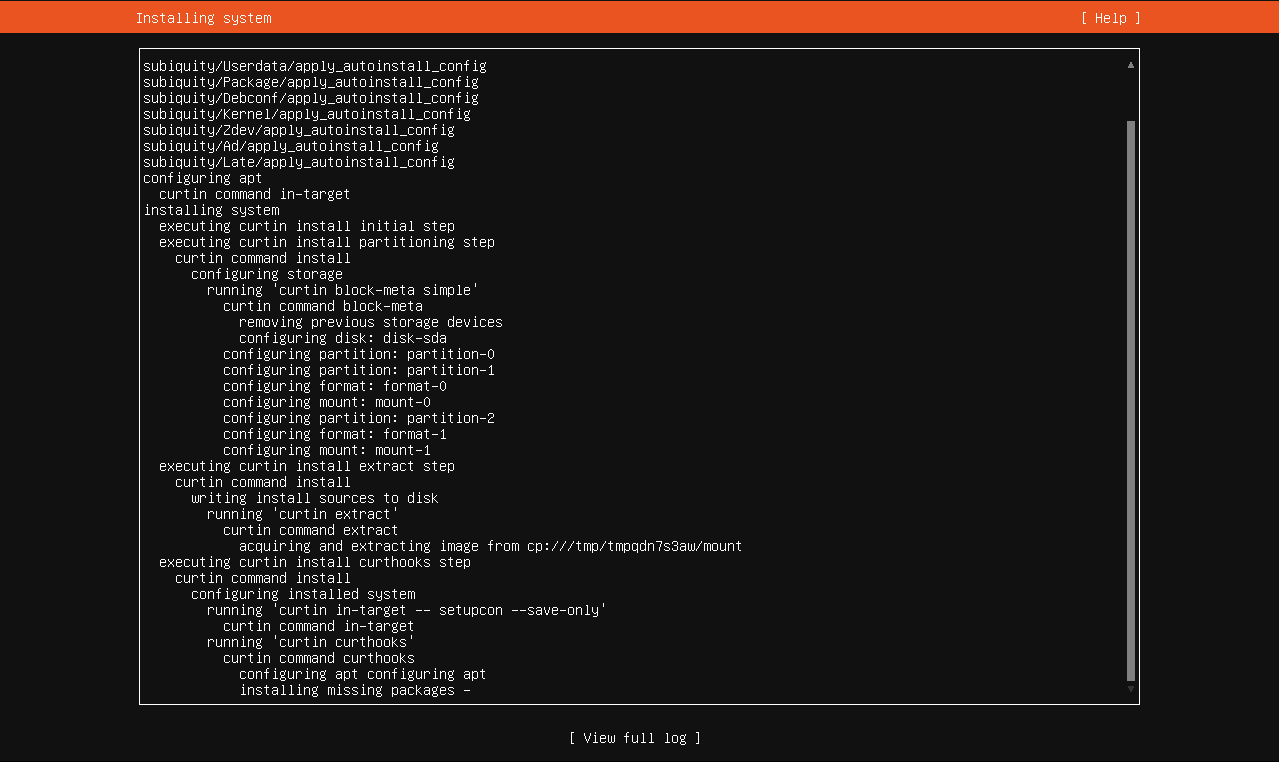 Installing system [ Help ]
subiquity/Userdata/apply_autoinstall_config
subiquity/Package/apply_autoinstall_config
subiquity/Debconf/apply_autoinstall_config
subiquity/Kernel/apply_autoinstall_config
subiquity/Zdev/apply_autoinstall_config
subiquity/Ad/apply_autoinstall_config
subiquity/Late/apply_autoinstall_config
configuring apt
curtin command in-target
installing system
executing curtin install initial step
executing curtin install partitioning step
curtin command install
configuring storage
running 'curtin block-meta simple'
curtin command block-meta
removing previous storage devices
configuring disk: disk-sda
configuring partition: partition-0
configuring partition: partition-1
configuring format: format-0
configuring mount: mount-0
configuring partition: partition-2
configuring format: format-1
configuring mount: mount-1
executing curtin install extract step
curtin command install
writing install sources to disk
running 'curtin extract'
curtin command extract
acquiring and extracting image from cp:///tmp/tmpqdn7s3aw/mount
executing curtin install curthooks step
curtin command install
configuring installed system
running 'curtin in-target -- setupcon --save-only'
curtin command in-target
running 'curtin curthooks'
curtin command curthooks
configuring apt configuring apt
installing missing packages -
[ View full log ]